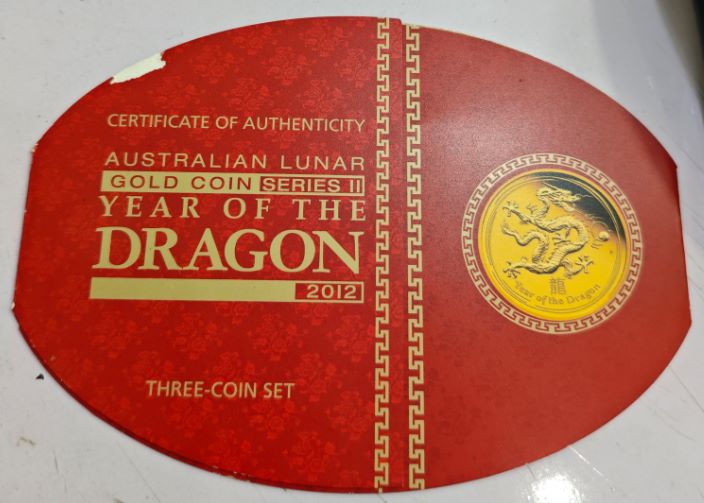 CERTIFICATE OF AUTHENTICITY
AUSTRALIAN LUNAR
GOLD COIN SERIES II
YEAR OF THE
DRAGON
2012
THREE-COIN SET
龍
Year of the Dragon